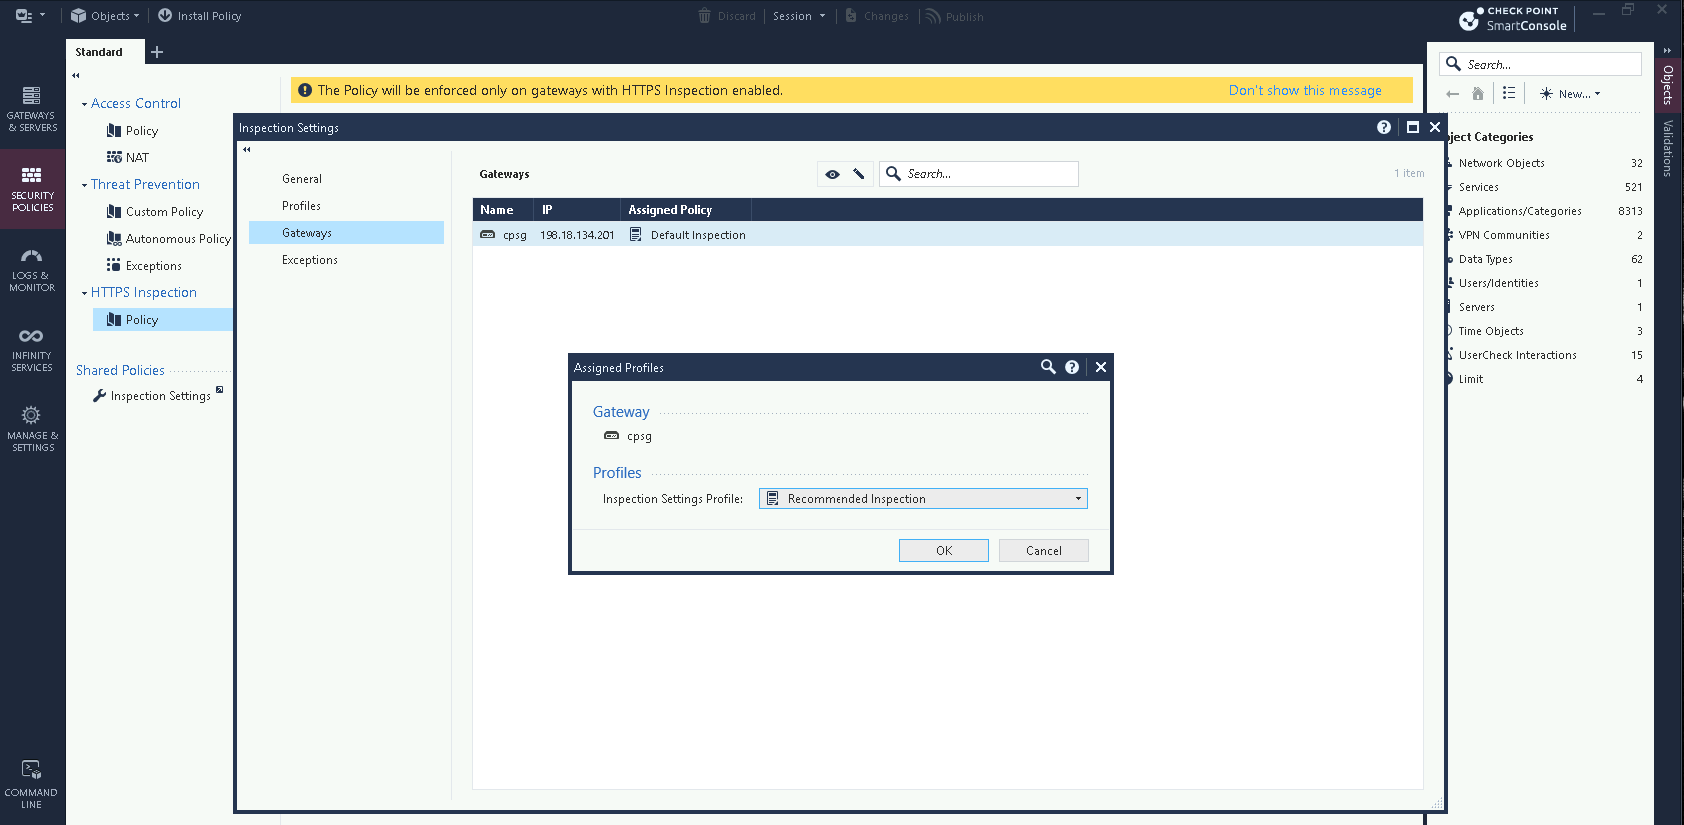 Objects
Install Policy
Discard
Session
Changes
Publish
CHECK POINT
SmartConsole
Standard
GATEWAYS
& SERVERS
SECURITY
POLICIES
LOGS &
MONITOR
INFINITY
SERVICES
MANAGE &
SETTINGS
COMMAND
LINE
Access Control
Policy
NAT
Threat Prevention
Custom Policy
Autonomous Policy
Exceptions
HTTPS Inspection
Policy
Shared Policies
Inspection Settings
The Policy will be enforced only on gateways with HTTPS Inspection enabled.
Don't show this message
Inspection Settings
General
Profiles
Gateways
Exceptions
Gateways
Search...
1 item
Name IP Assigned Policy
cpsg 198.18.134.201 Default Inspection
Assigned Profiles
Gateway
cpsg
Profiles
Inspection Settings Profile: Recommended Inspection
OK Cancel
Search...
New...
ject Categories
Network Objects 32
Services 521
Applications/Categories 8313
VPN Communities 2
Data Types 62
Users/Identities 1
Servers 1
Time Objects 3
UserCheck Interactions 15
Limit 4
Objects
Validations